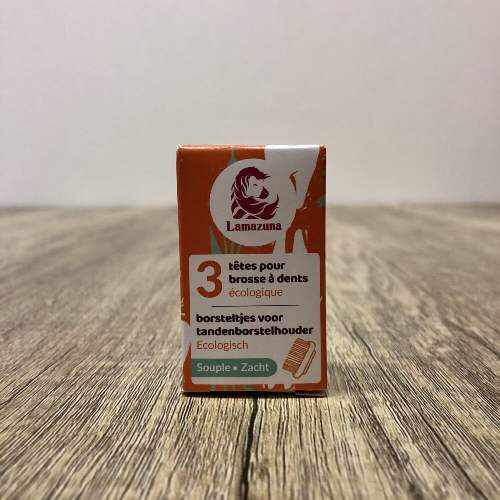 Lamazuna
3 têtes pour
brosse à dents
écologique
borsteltjes voor
tandenborstelhouder
Ecologisch
Souple • Zacht